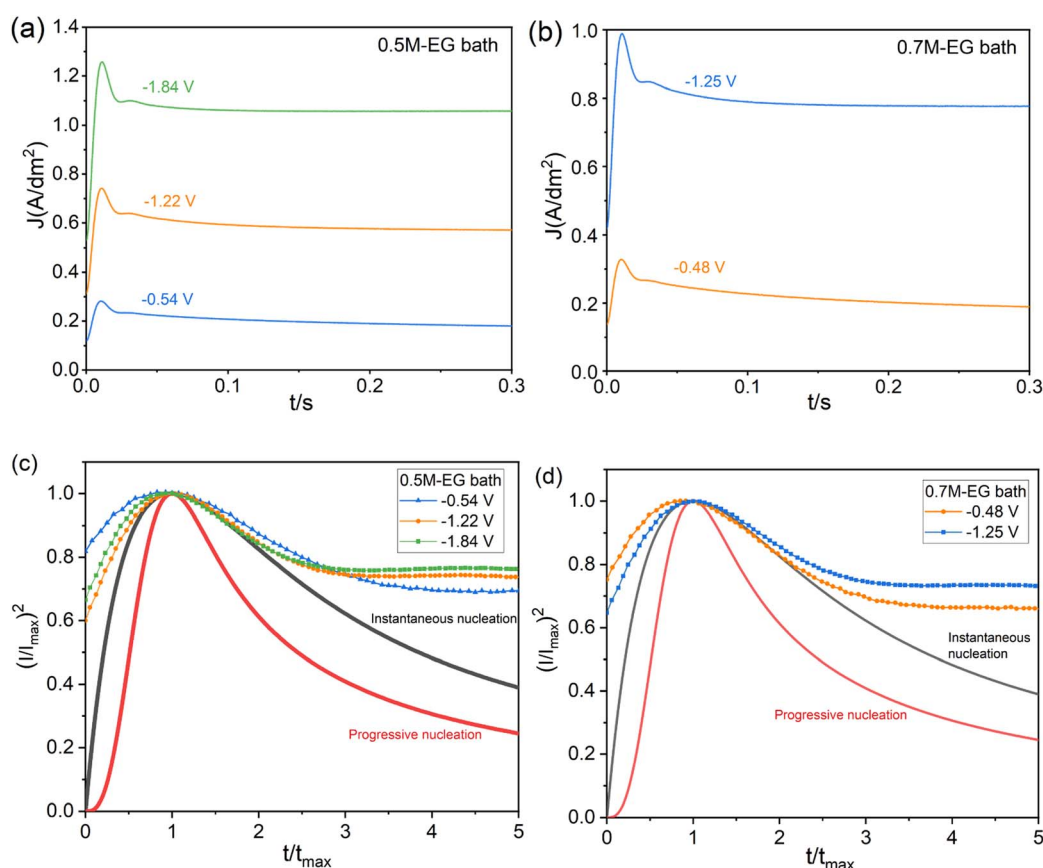 (a)
0.5M-EG bath
1.4
1.2
1.0
0.8
0.6
0.4
0.2
0.0
J(A/dm²)
-1.84 V
-1.22 V
-0.54 V
0.0
0.1
0.2
0.3
t/s
(b)
0.7M-EG bath
1.0
0.8
0.6
0.4
0.2
0.0
J(A/dm²)
-1.25 V
-0.48 V
0.0
0.1
0.2
0.3
t/s
(c)
0.5M-EG bath
-0.54 V
-1.22 V
-1.84 V
1.0
0.8
0.6
0.4
0.2
0.0
(I/Imax)²
Instantaneous nucleation
Progressive nucleation
0
1
2
3
4
5
t/tmax
(d)
0.7M-EG bath
-0.48 V
-1.25 V
1.0
0.8
0.6
0.4
0.2
0.0
(I/Imax)²
Instantaneous
nucleation
Progressive nucleation
0
1
2
3
4
5
t/tmax